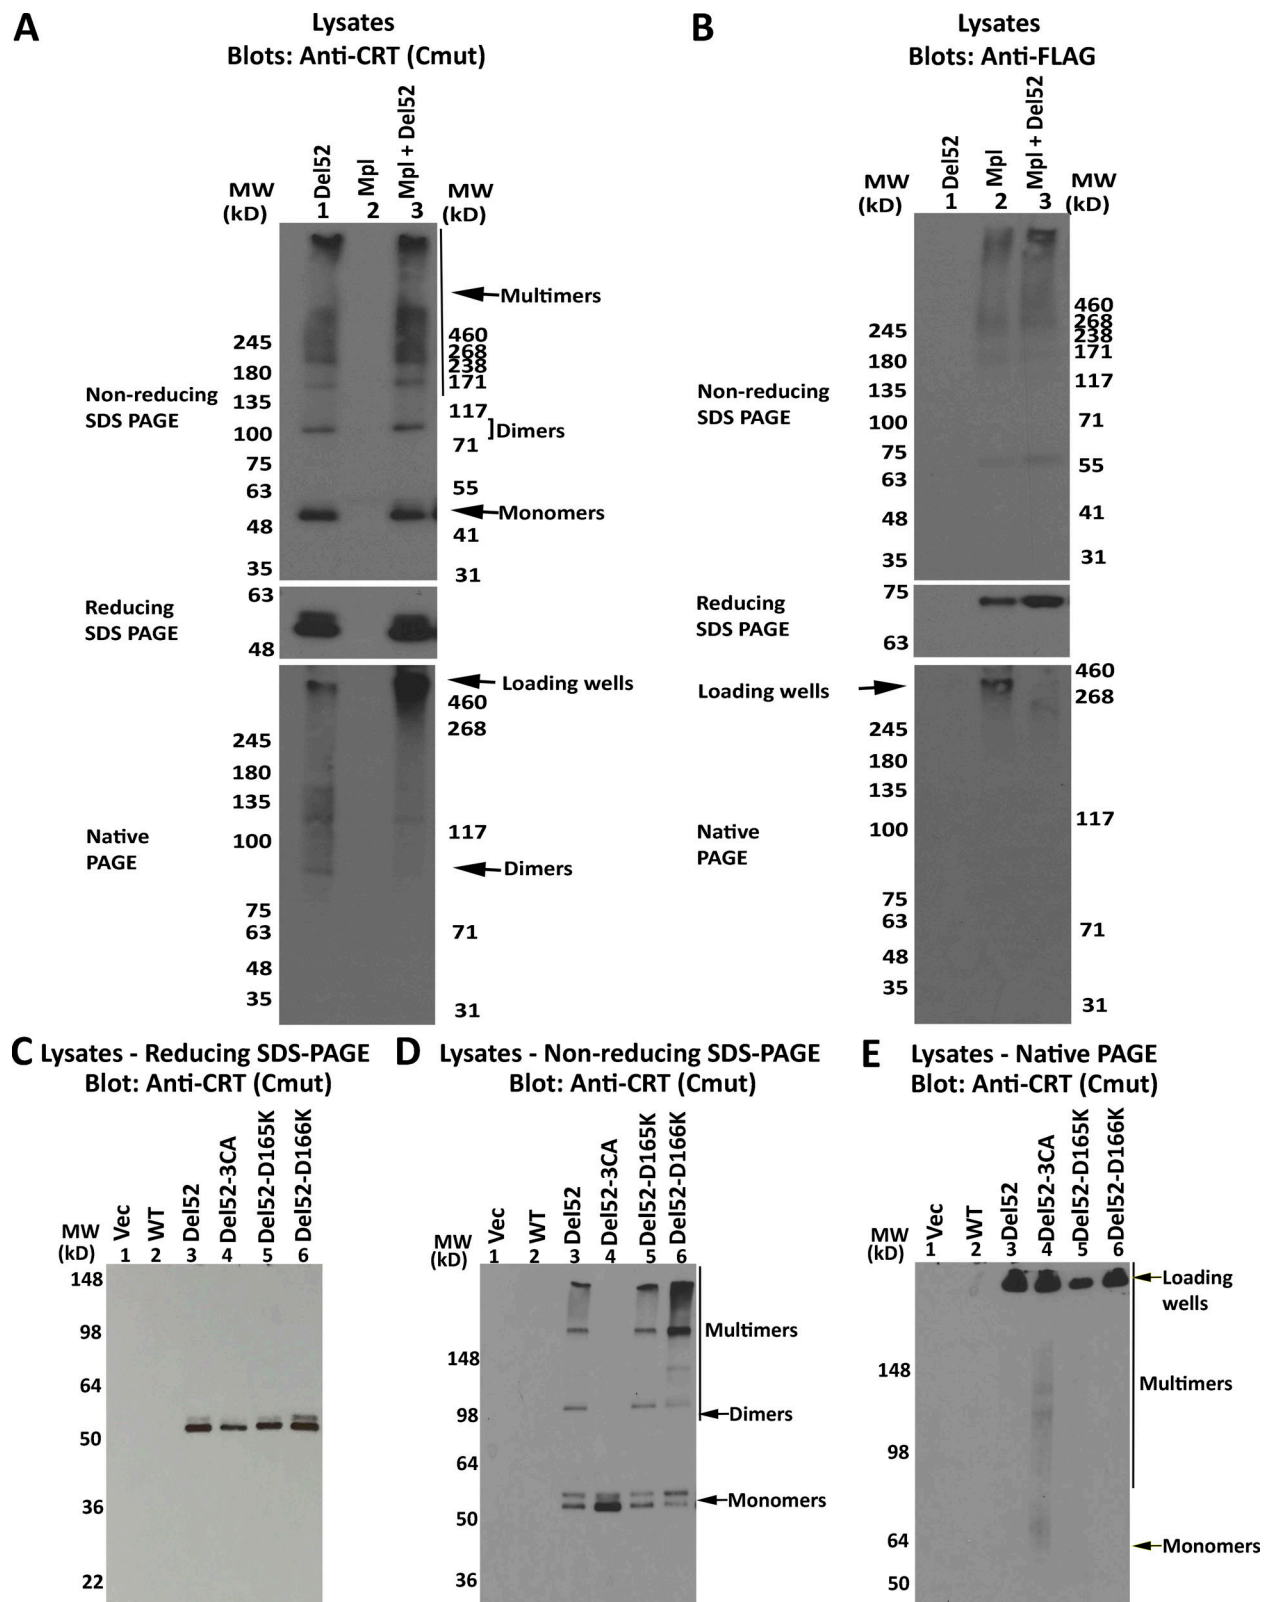 A
Lysates
Blots: Anti-CRT (Cmut)
Del52
Mpl
Mpl + Del52
MW
(kD)
1
2
3
MW
(kD)
Non-reducing
SDS PAGE
245
180
135
100
75
63
48
35
460
268
238
171
117
71
55
41
31
Multimers
Dimers
Monomers
Reducing
SDS PAGE
63
48
Native
PAGE
245
180
135
100
75
63
48
35
Loading wells
460
268
117
Dimers
71
31
B
Lysates
Blots: Anti-FLAG
Del52
Mpl
Mpl + Del52
MW
(kD)
1
2
3
MW
(kD)
Non-reducing
SDS PAGE
245
180
135
100
75
63
48
35
460
268
238
171
117
71
55
41
31
Reducing
SDS PAGE
75
63
Loading wells
Native
PAGE
245
180
135
100
75
63
48
35
460
268
117
71
31
C
Lysates - Reducing SDS-PAGE
Blot: Anti-CRT (Cmut)
Vec
WT
Del52
Del52-3CA
Del52-D165K
Del52-D166K
MW
(kD)
1
2
3
4
5
6
148
98
64
50
36
22
D
Lysates - Non-reducing SDS-PAGE
Blot: Anti-CRT (Cmut)
Vec
WT
Del52
Del52-3CA
Del52-D165K
Del52-D166K
MW
(kD)
1
2
3
4
5
6
148
98
64
50
36
Multimers
Dimers
Monomers
E
Lysates - Native PAGE
Blot: Anti-CRT (Cmut)
Vec
WT
Del52
Del52-3CA
Del52-D165K
Del52-D166K
MW
(kD)
1
2
3
4
5
6
148
98
64
50
Loading
wells
Multimers
Monomers